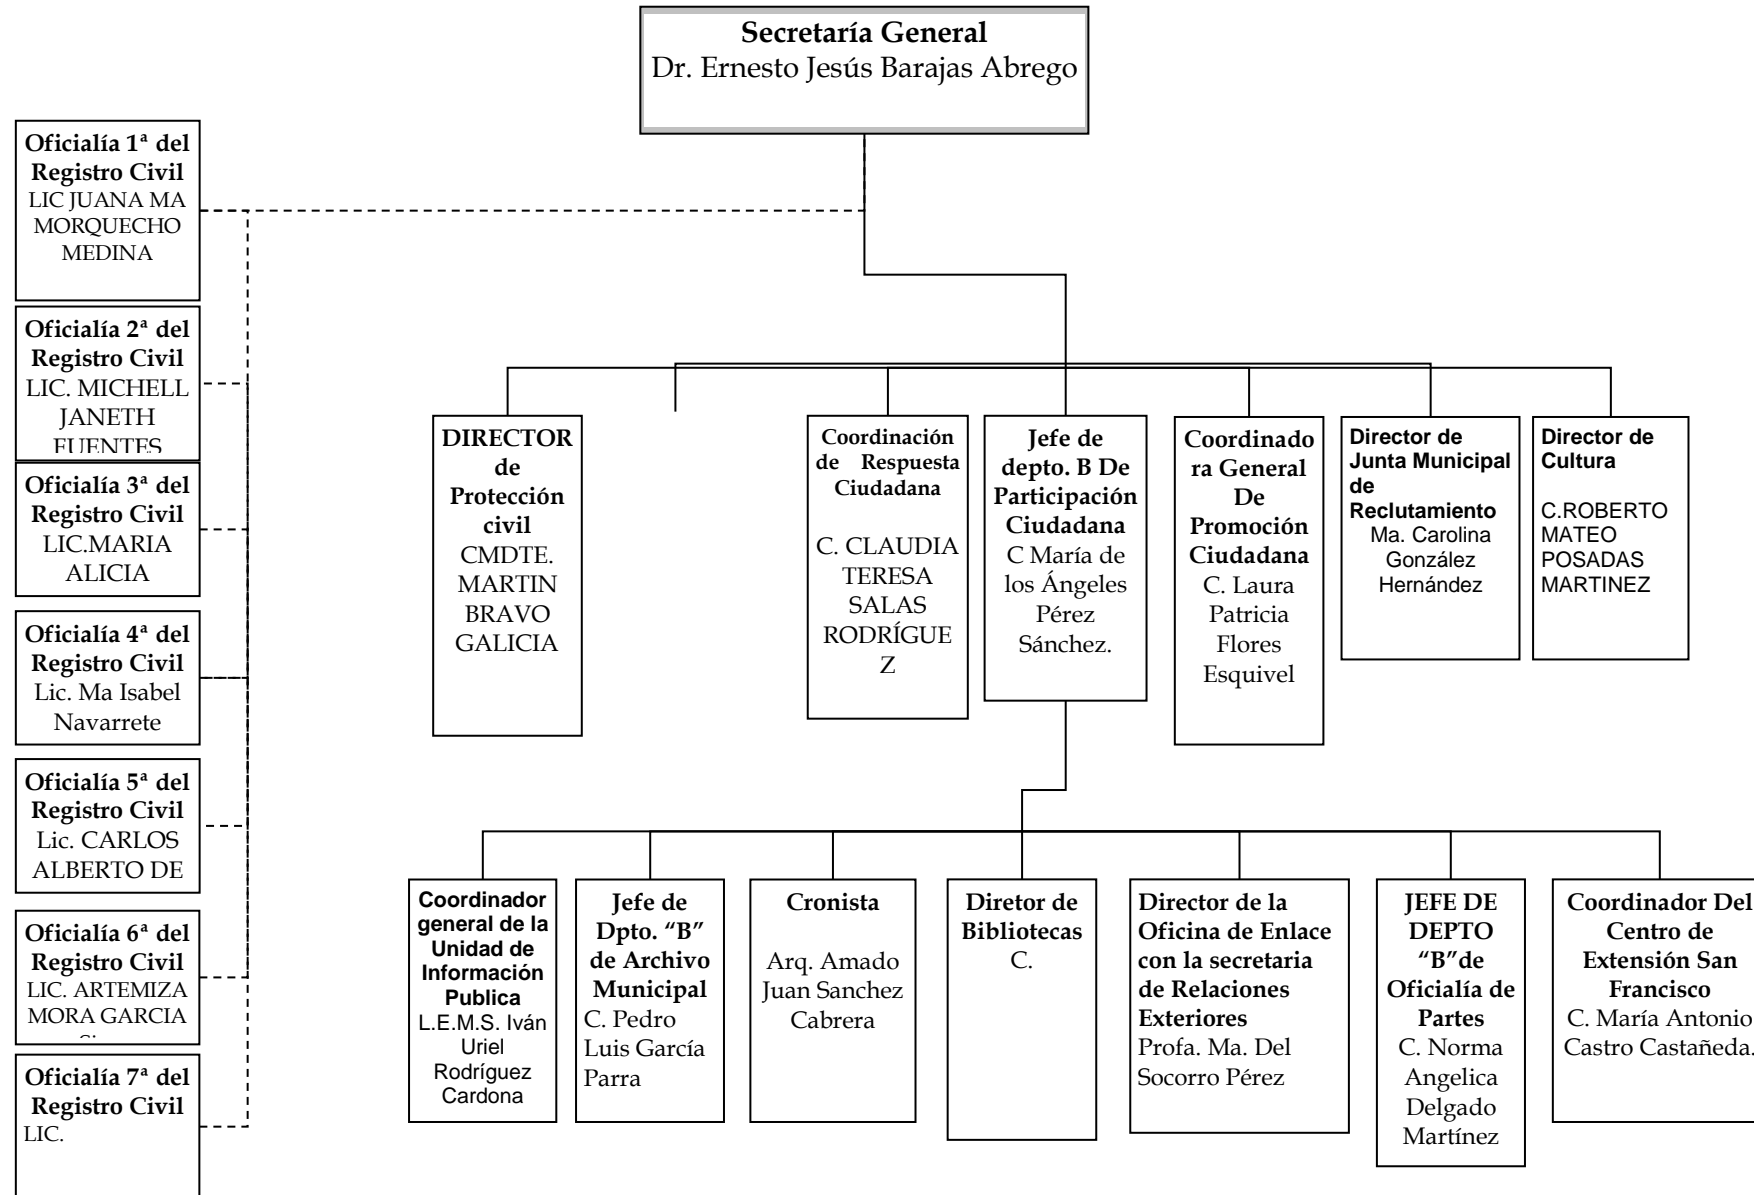 Secretaría General
Dr. Ernesto Jesús Barajas Abrego
Oficialía 1ª del
Registro Civil
LIC JUANA MA
MORQUECHO
MEDINA
Oficialía 2ª del
Registro Civil
LIC. MICHELL
JANETH
FUENTES
Oficialía 3ª del
Registro Civil
LIC.MARIA
ALICIA
Oficialía 4ª del
Registro Civil
Lic. Ma Isabel
Navarrete
Oficialía 5ª del
Registro Civil
Lic. CARLOS
ALBERTO DE
Oficialía 6ª del
Registro Civil
LIC. ARTEMIZA
MORA GARCIA
Oficialía 7ª del
Registro Civil
LIC.
DIRECTOR
de
Protección
civil
CMDTE.
MARTIN
BRAVO
GALICIA
Coordinación
de Respuesta
Ciudadana
C. CLAUDIA
TERESA
SALAS
RODRÍGUE
Z
Jefe de
depto. B De
Participación
Ciudadana
C María de
los Ángeles
Pérez
Sánchez.
Coordinado
ra General
De
Promoción
Ciudadana
C. Laura
Patricia
Flores
Esquivel
Director de
Junta Municipal
de
Reclutamiento
Ma. Carolina
González
Hernández
Director de
Cultura
C.ROBERTO
MATEO
POSADAS
MARTINEZ
Coordinador
general de la
Unidad de
Información
Publica
L.E.M.S. Iván
Uriel
Rodríguez
Cardona
Jefe de
Dpto. “B”
de Archivo
Municipal
C. Pedro
Luis García
Parra
Cronista
Arq. Amado
Juan Sanchez
Cabrera
Diretor de
Bibliotecas
C.
Director de la
Oficina de Enlace
con la secretaria
de Relaciones
Exteriores
Profa. Ma. Del
Socorro Pérez
JEFE DE
DEPTO
“B”de
Oficialía de
Partes
C. Norma
Angelica
Delgado
Martínez
Coordinador Del
Centro de
Extensión San
Francisco
C. María Antonio
Castro Castañeda.